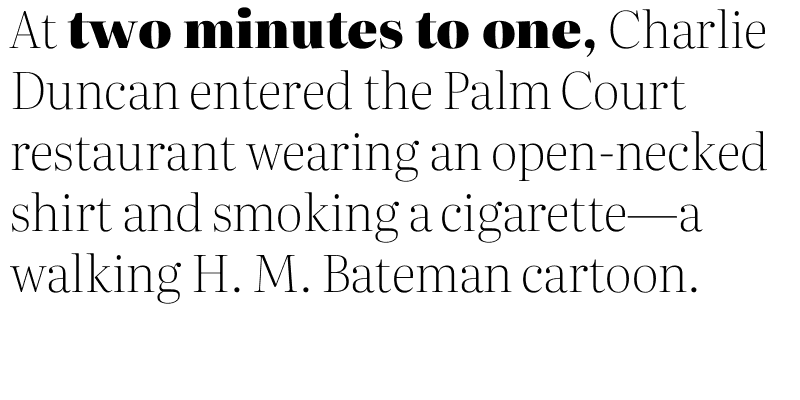 At two minutes to one, Charlie
Duncan entered the Palm Court
restaurant wearing an open-necked
shirt and smoking a cigarette—a
walking H. M. Bateman cartoon.